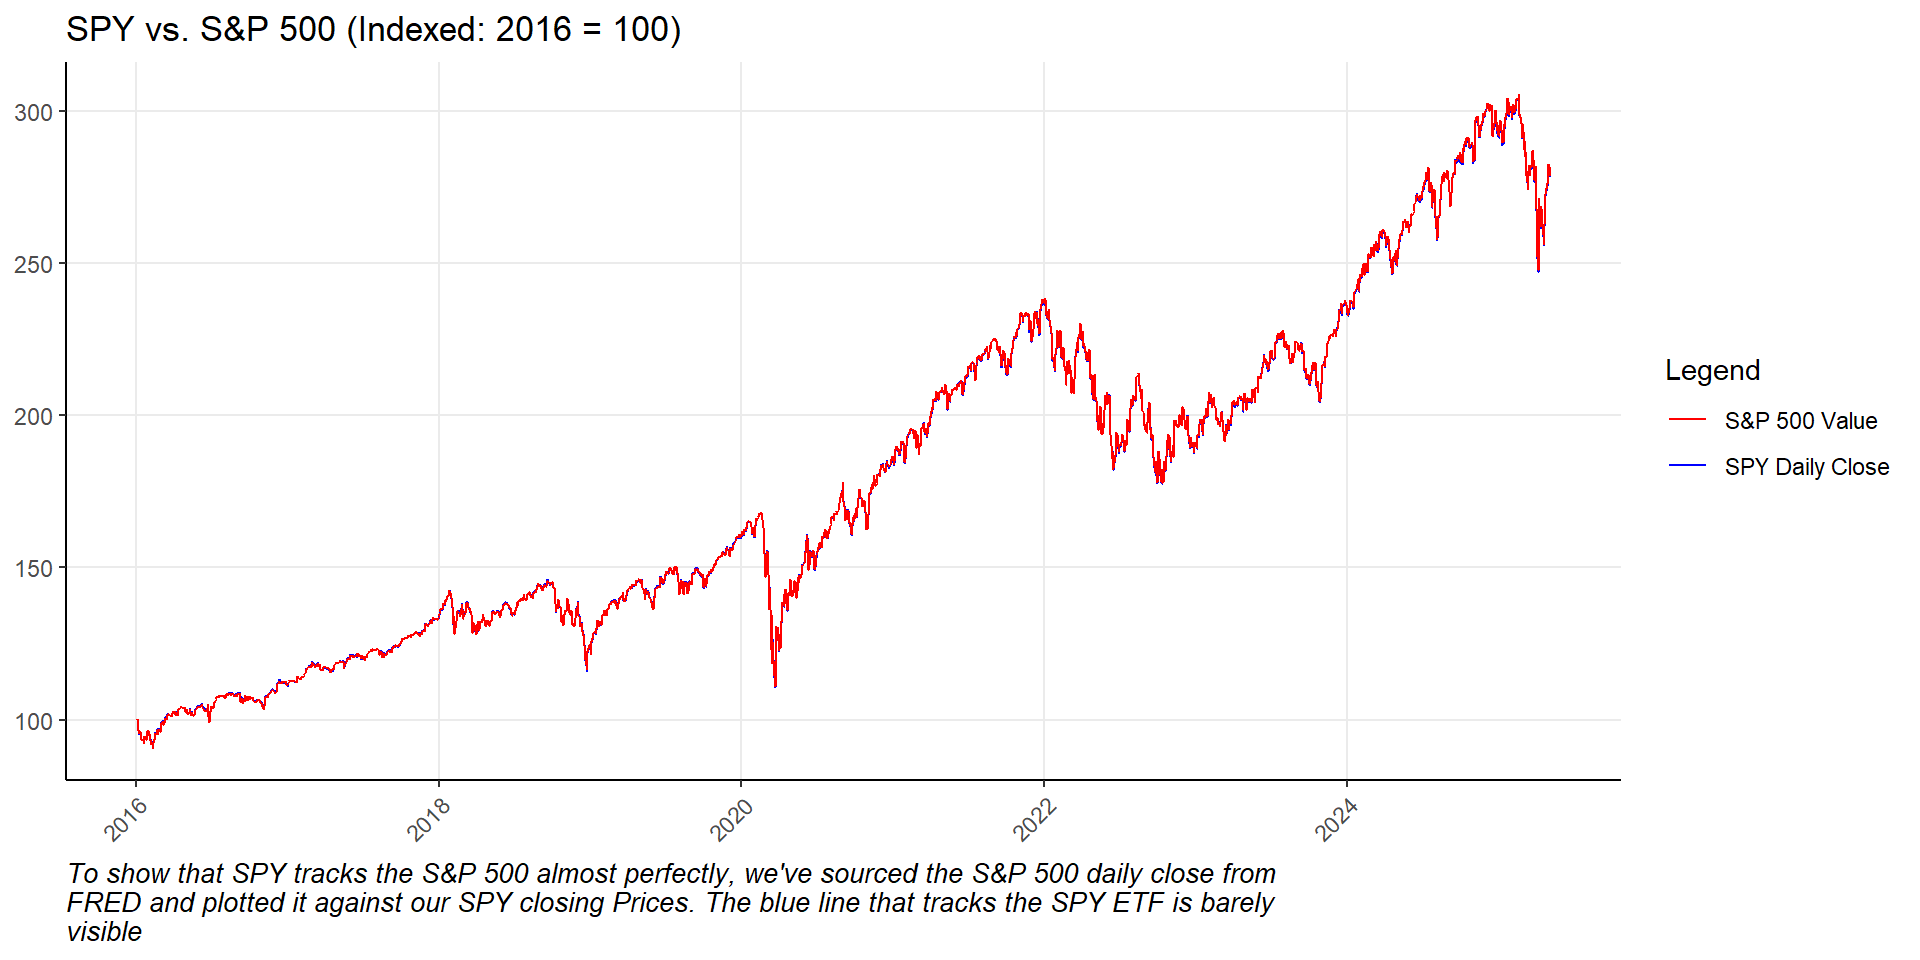 SPY vs. S&P 500 (Indexed: 2016 = 100)
300
250
200
150
100
2016
2018
2020
2022
2024
Legend
S&P 500 Value
SPY Daily Close
To show that SPY tracks the S&P 500 almost perfectly, we've sourced the S&P 500 daily close from
FRED and plotted it against our SPY closing Prices. The blue line that tracks the SPY ETF is barely
visible